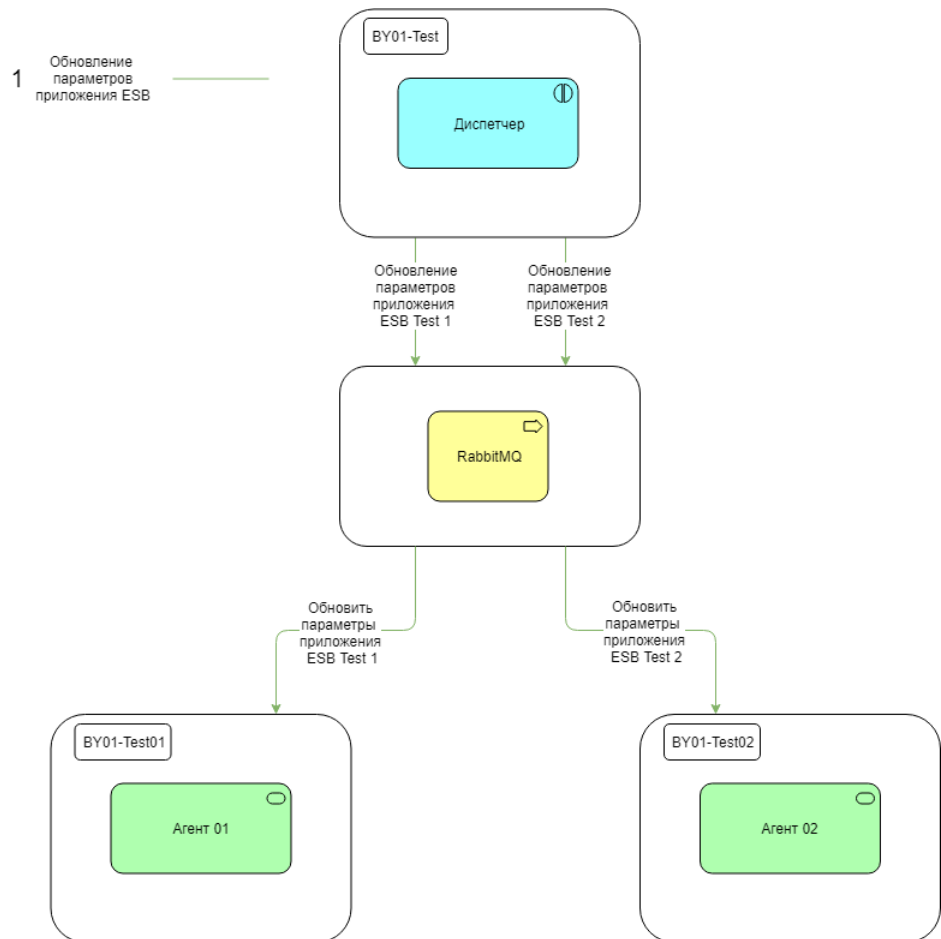 BY01-Test
1
Обновление
параметров
приложения ESB
Диспетчер
Обновление
параметров
приложения
ESB Test 1
Обновление
параметров
приложения
ESB Test 2
RabbitMQ
Обновить
параметры
приложения
ESB Test 1
Обновить
параметры
приложения
ESB Test 2
BY01-Test01
Агент 01
BY01-Test02
Агент 02